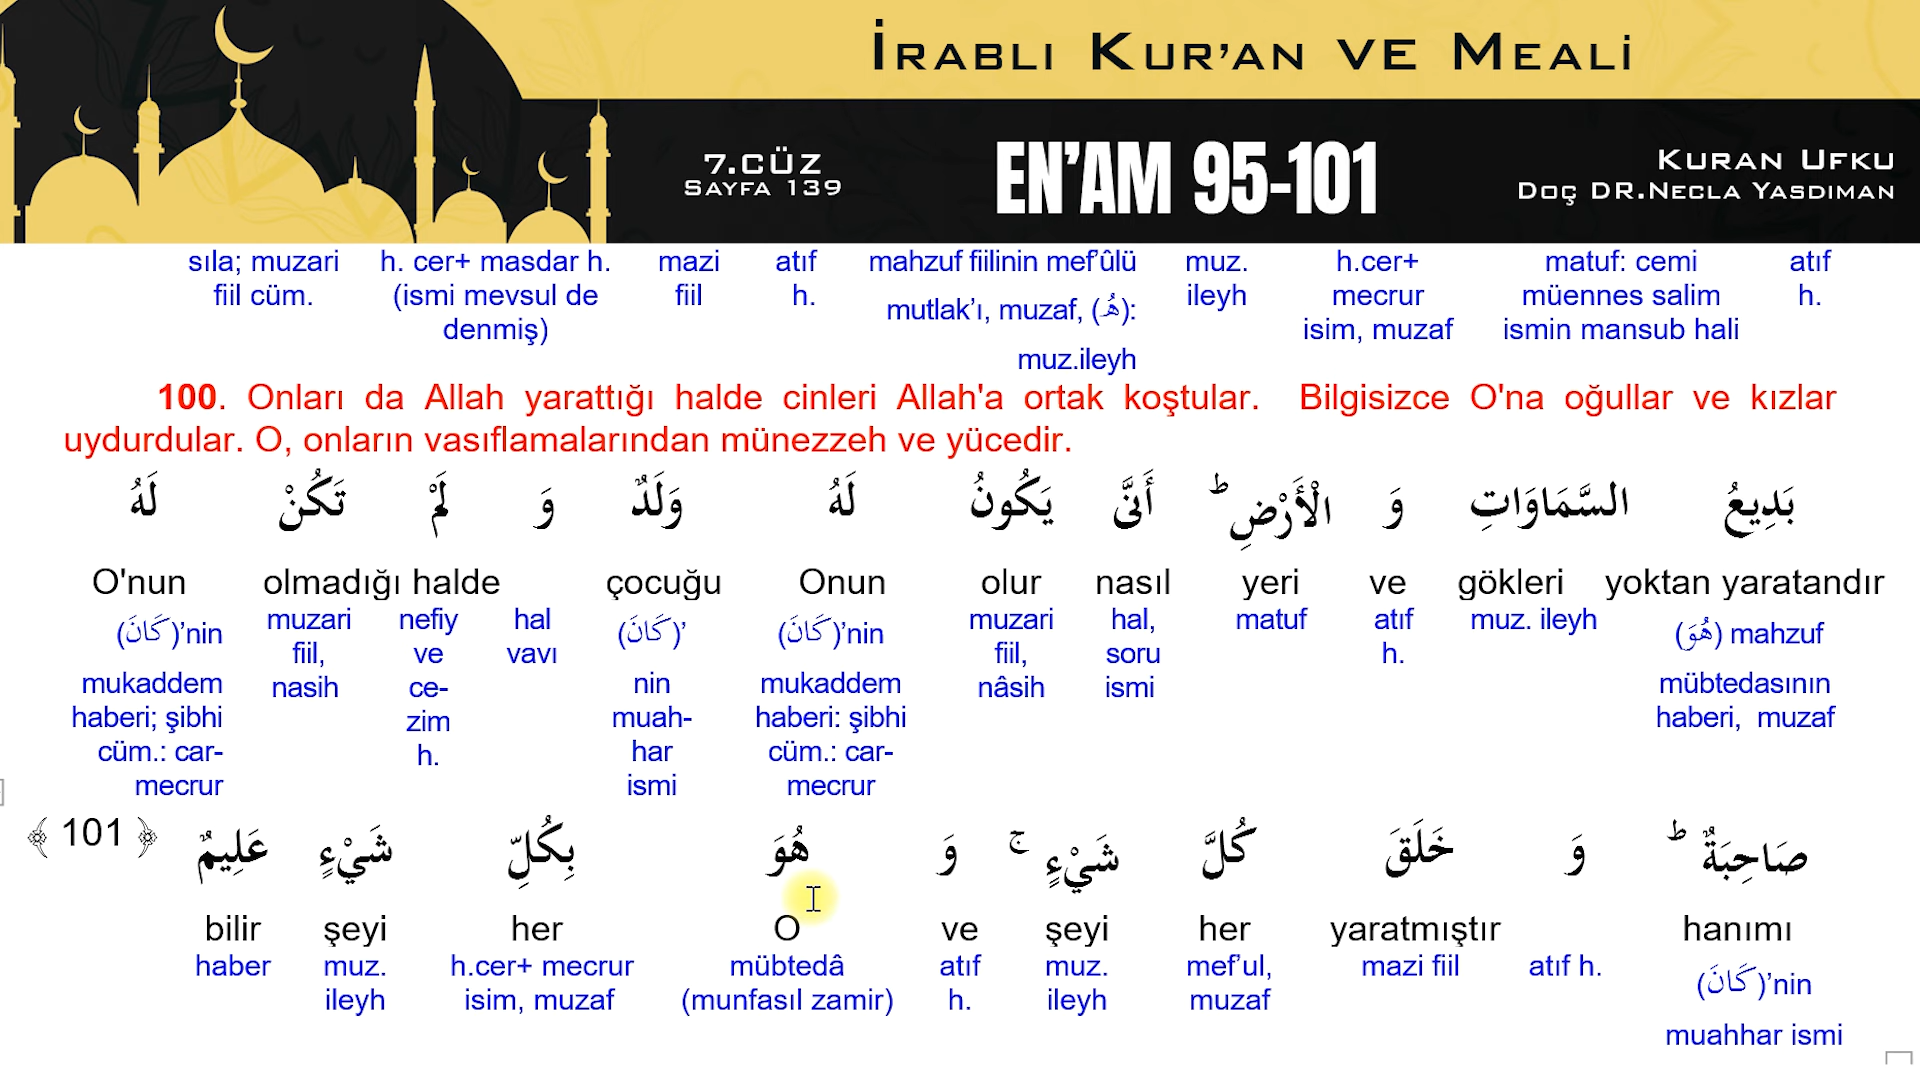 İRABLI KUR’AN VE MEALİ
7.CÜZ
SAYFA 139
EN’AM 95-101
KURAN UFKU
DOÇ DR.NECLA YASDIMAN
sıla; muzari h. cer+ masdar h. mazi atıf mahzuf fiilinin mef'ûlü muz. h.cer+ matuf: cemi atıf
fiil cüm. (ismi mevsul de fiil h. mutlak’ı, muzaf, (هُ): ileyh mecrur müennes salim h.
denmiş) muz.ileyh isim, muzaf ismin mansub hali
100. Onları da Allah yarattığı halde cinleri Allah'a ortak koştular. Bilgisizce O'na oğullar ve kızlar
uydurdular. O, onların vasıflamalarından münezzeh ve yücedir.
بَدِيعُ السَّمَاوَاتِ وَ الْأَرْضِ ۖ ط أَنَّى يَكُونُ لَهُ وَلَدٌ وَ لَمْ تَكُنْ لَهُ
O'nun olmadığı halde çocuğu Onun olur nasıl yeri ve gökleri yoktan yaratandır
(كَانَ)’nin muzari nefiy hal (كَانَ)’ (كَانَ)’nin muzari hal, matuf atıf muz. ileyh (هُوَ) mahzuf
mukaddem fiil, ve vavı nin mukaddem fiil, soru h. mübtedasının
haberi; şibhi nasih ce- muah- haberi: şibhi nâsih ismi haberi, muzaf
cüm.: car- zim har cüm.: car-
mecrur h. ismi mecrur
صَاحِبَةٌ ط وَ خَلَقَ كُلَّ شَيْءٍ ج وَ هُوَ بِكُلِّ شَيْءٍ عَلِيمٌ ﴿101﴾
bilir şeyi her O ve şeyi her yaratmıştır hanımı
haber muz. h.cer+ mecrur mübtedâ atıf muz. mef’ul, mazi fiil atıf h. (كَانَ)’nin
ileyh isim, muzaf (munfasıl zamir) h. ileyh muzaf muahhar ismi